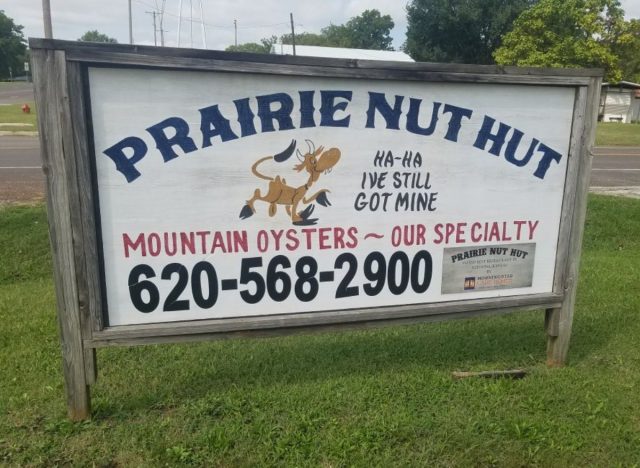 PRAIRIE NUT HUT
HA-HA
IVE STILL
GOT MINE
MOUNTAIN OYSTERS ~ OUR SPECIALTY
620-568-2900
PRAIRIE NUT HUT